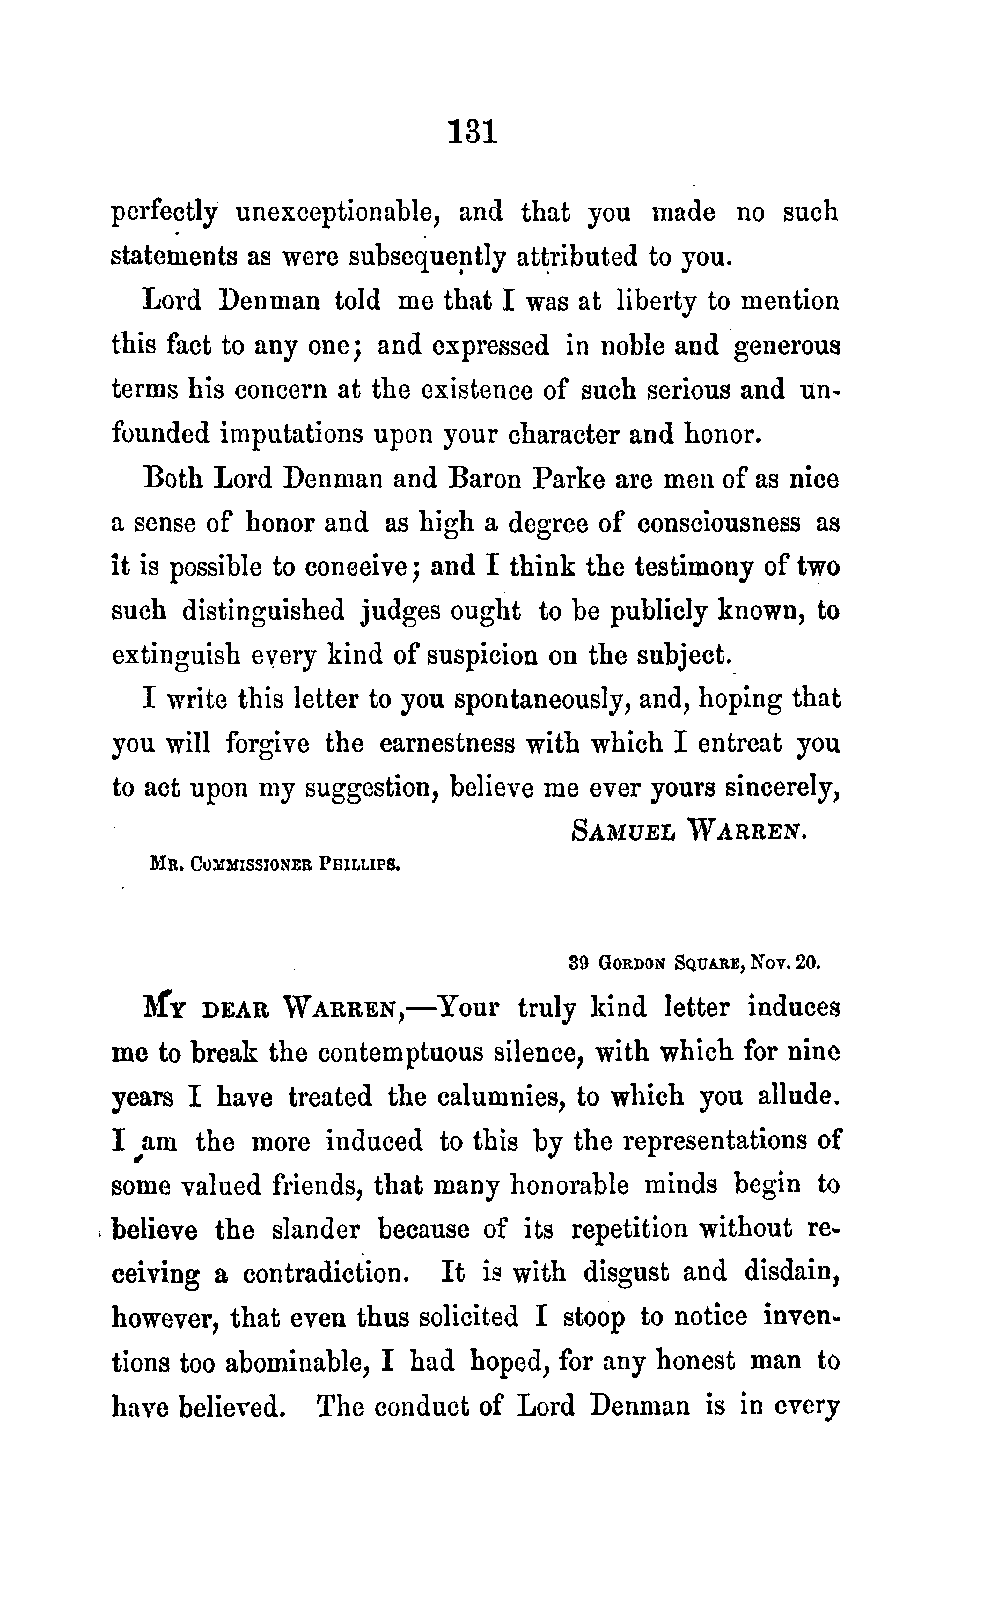 131
perfectly unexceptionable, and that you made no such
statements as were subsequently attributed to you.
Lord Denman told me that I was at liberty to mention
this fact to any one; and expressed in noble and generous
terms his concern at the existence of such serious and un-
founded imputations upon your character and honor.
Both Lord Denman and Baron Parke are men of as nice
a sense of honor and as high a degree of consciousness as
it is possible to conceive; and I think the testimony of two
such distinguished judges ought to be publicly known, to
extinguish every kind of suspicion on the subject.
I write this letter to you spontaneously, and, hoping that
you will forgive the earnestness with which I entreat you
to act upon my suggestion, believe me ever yours sincerely,
SAMUEL WARREN.
MR. COMMISSIONER PHILLIPS.
39 GORDON SQUARE, NOV. 20.
MY DEAR WARREN,—Your truly kind letter induces
me to break the contemptuous silence, with which for nine
years I have treated the calumnies, to which you allude.
I am the more induced to this by the representations of
some valued friends, that many honorable minds begin to
believe the slander because of its repetition without re-
ceiving a contradiction. It is with disgust and disdain,
however, that even thus solicited I stoop to notice inven-
tions too abominable, I had hoped, for any honest man to
have believed. The conduct of Lord Denman is in every